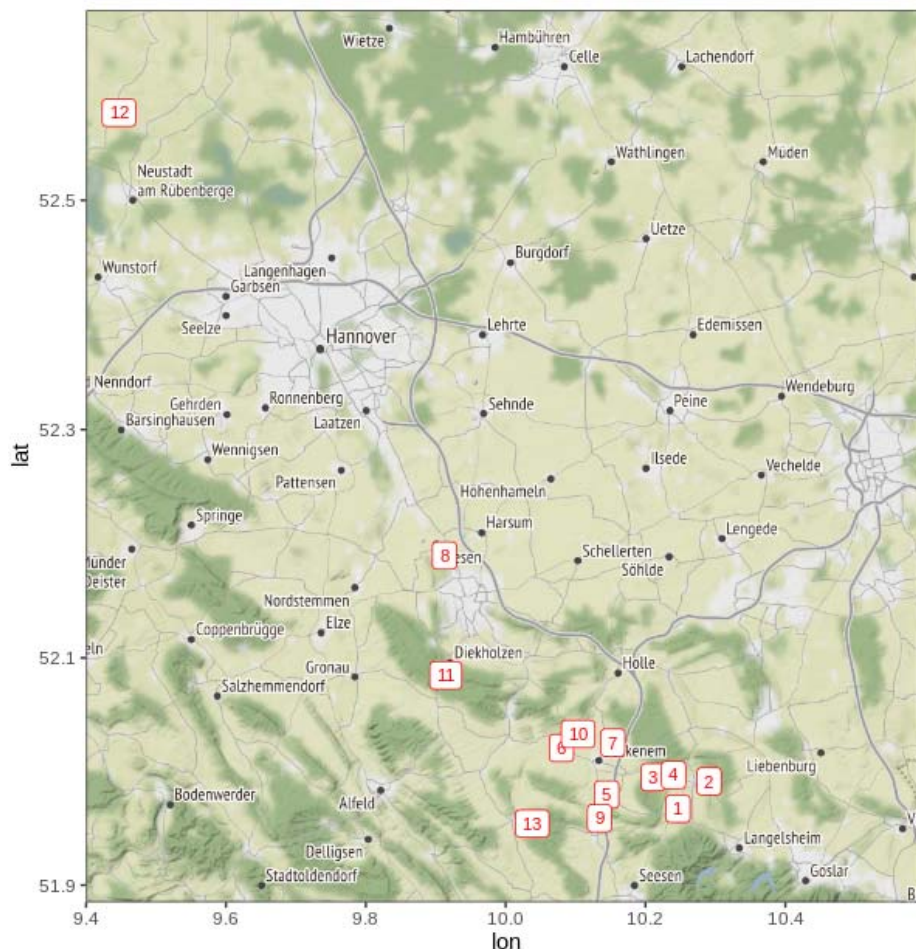 Wietze
Hambühren
Celle
Lachendorf
12
Wathlingen
Müden
Neustadt
am Rübenberge
52.5
Uetze
Burgdorf
Wunstorf
Langenhagen
Garbsen
Seelze
Hannover
Lehrte
Edemissen
Nenndorf
Gehrden
Ronnenberg
Barsinghausen
Laatzen
Sehnde
Peine
Wendeburg
52.3
lat
Wennigsen
Pattensen
Ilsede
Vechelde
Hohenhameln
Springe
Harsum
Lengede
Münder
Deister
8
esen
Schellerten
Söhlde
Nordstemmen
Coppenbrügge
Elze
eln
52.1
Gronau
Diekholzen
Holle
11
Salzhemmendorf
10
6
7
kenem
Liebenburg
3
4
2
Bodenwerder
Alfeld
5
1
13
9
Delligsen
Langelsheim
V
Stadtoldendorf
Seesen
Goslar
51.9
B
9.4
9.6
9.8
10.0
10.2
10.4
lon